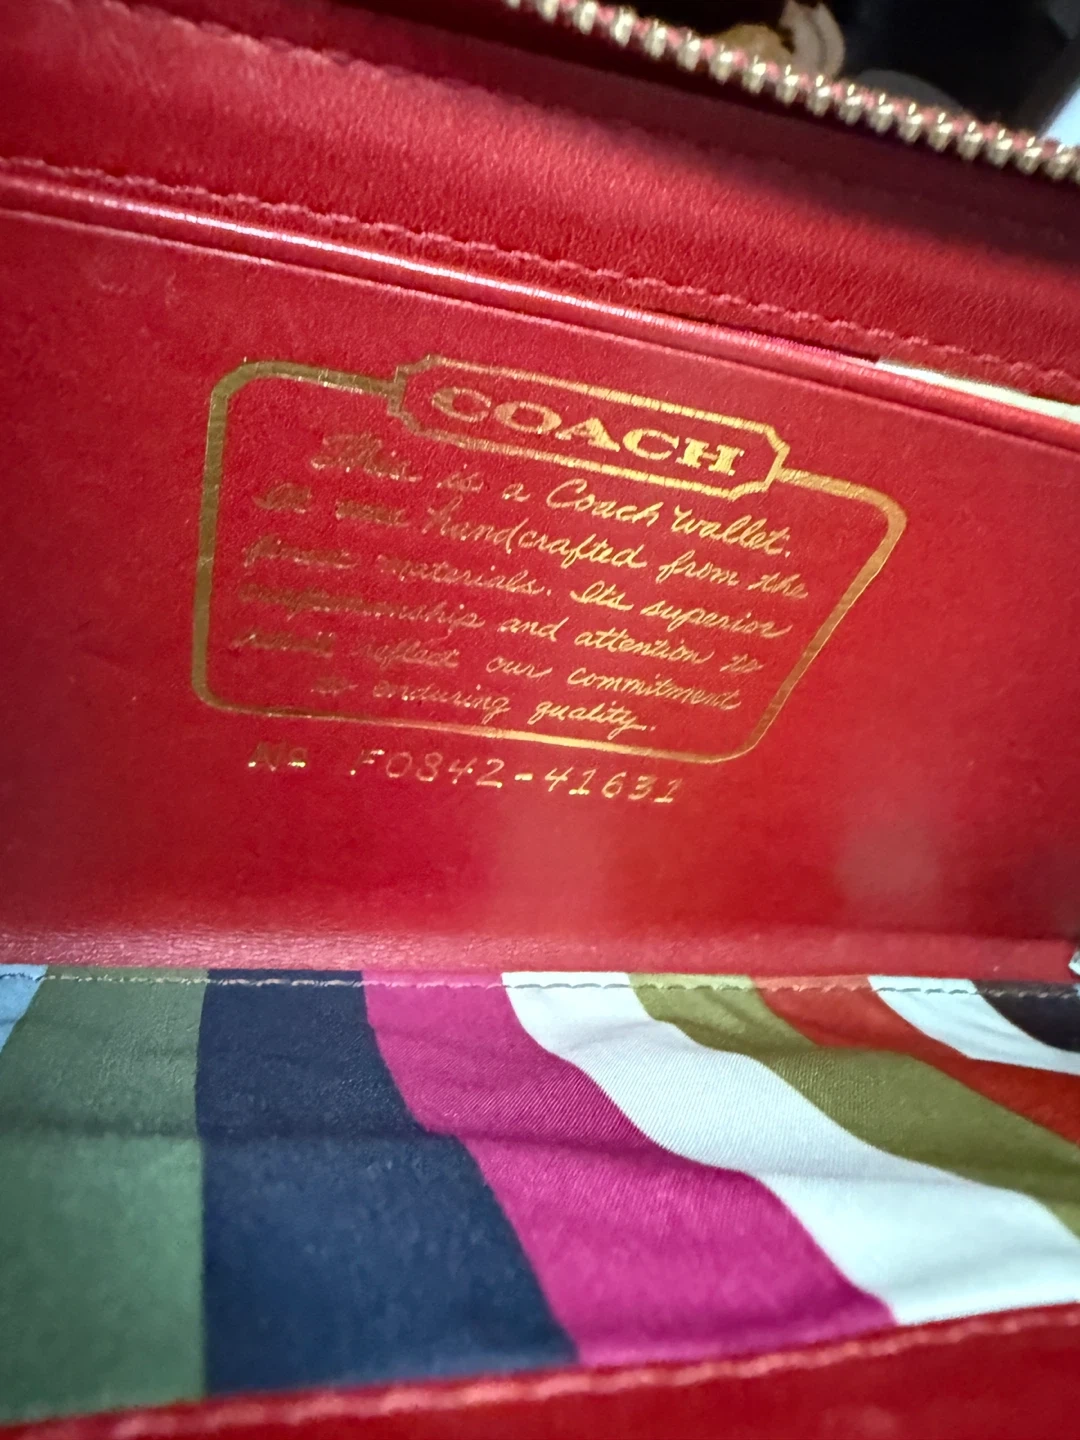 COACH
This is a Coach wallet.
It was handcrafted from the
finest materials. Its superior
craftsmanship and attention to
detail reflect our commitment
to enduring quality.
No F0842-41631